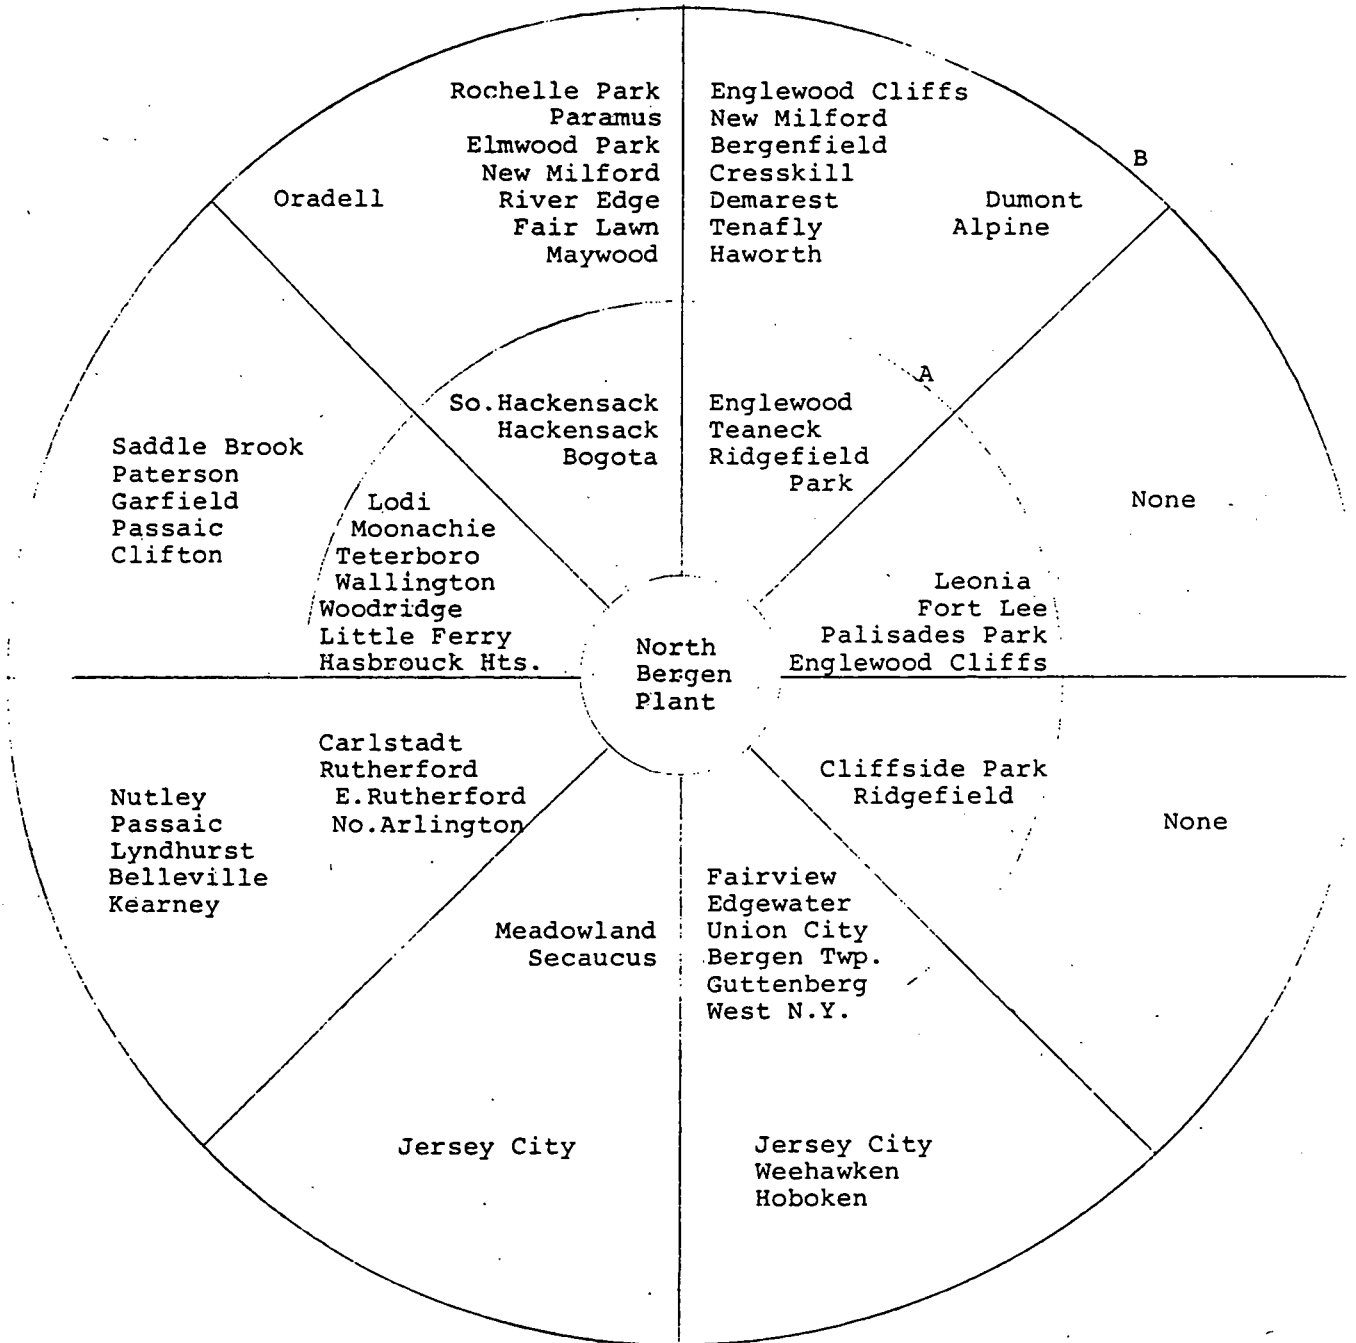 Rochelle Park
Paramus
Elmwood Park
New Milford
River Edge
Fair Lawn
Maywood
Oradell
Englewood Cliffs
New Milford
Bergenfield
Cresskill
Demarest
Tenafly
Haworth
Dumont
Alpine
B
A
So.Hackensack
Hackensack
Bogota
Englewood
Teaneck
Ridgefield
Park
Saddle Brook
Paterson
Garfield
Passaic
Clifton
Lodi
Moonachie
Teterboro
Wallington
Woodridge
Little Ferry
Hasbrouck Hts.
North
Bergen
Plant
Leonia
Fort Lee
Palisades Park
Englewood Cliffs
None
Nutley
Passaic
Lyndhurst
Belleville
Kearney
Carlstadt
Rutherford
E.Rutherford
No.Arlington
Cliffside Park
Ridgefield
None
Meadowland
Secaucus
Fairview
Edgewater
Union City
Bergen Twp.
Guttenberg
West N.Y.
Jersey City
Jersey City
Weehawken
Hoboken